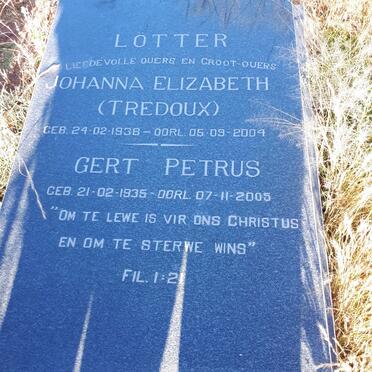 LÖTTER
LIEFDEVOLLE OUERS EN GROOT-OUERS
JOHANNA ELIZABETH
(TREDOUX)
GEB. 24-02-1938 — OORL. 05-09-2004
GERT PETRUS
GEB. 21-02-1935 - OORL. 07-11-2005
"OM TE LEWE IS VIR ONS CHRISTUS
EN OM TE STERWE WINS"
FIL. 1:21